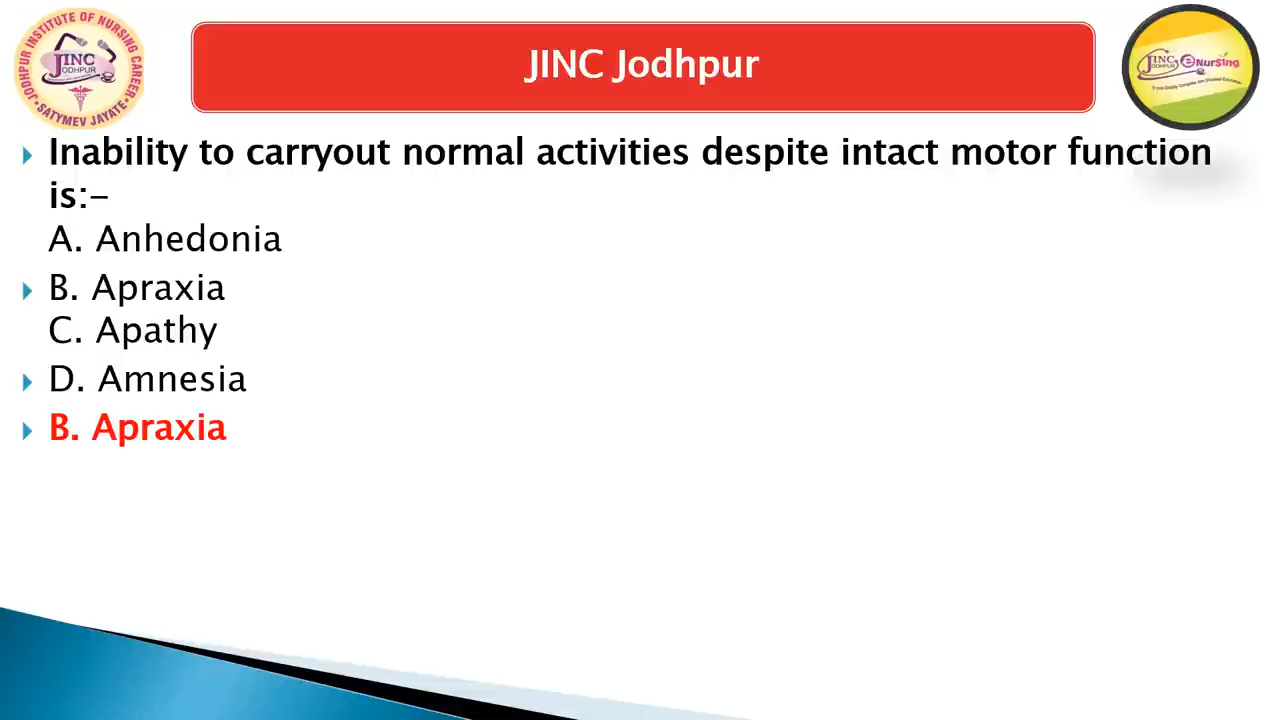 JODHPUR INSTITUTE OF NURSING CAREER
JINC
JODHPUR
SATYMEV JAYATE
JINC Jodhpur
JINC
JODHPUR
eNursing
Inability to carryout normal activities despite intact motor function
is:-
A. Anhedonia
B. Apraxia
C. Apathy
D. Amnesia
B. Apraxia